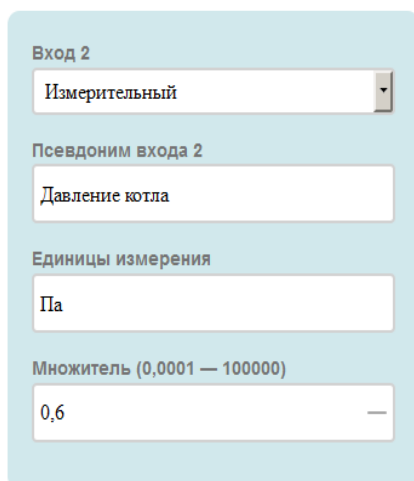 Вход 2
Измерительный
Псевдоним входа 2
Давление котла
Единицы измерения
Па
Множитель (0,0001 — 100000)
0,6